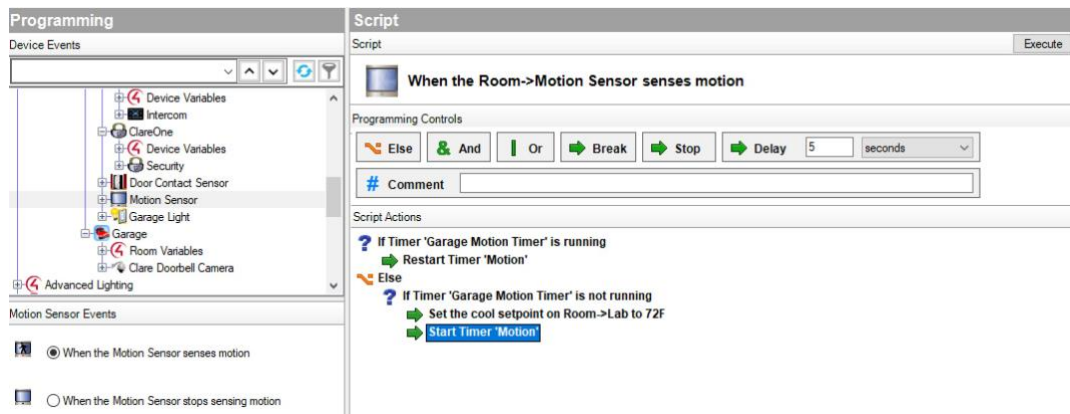 Programming
Device Events
Device Variables
Intercom
ClareOne
Device Variables
Security
Door Contact Sensor
Motion Sensor
Garage Light
Garage
Room Variables
Clare Doorbell Camera
Advanced Lighting
Motion Sensor Events
When the Motion Sensor senses motion
When the Motion Sensor stops sensing motion
Script
Script Execute
When the Room->Motion Sensor senses motion
Programming Controls
Else & And | Or Break Stop Delay 5 seconds
# Comment
Script Actions
? If Timer 'Garage Motion Timer' is running
Restart Timer 'Motion'
Else
? If Timer 'Garage Motion Timer' is not running
Set the cool setpoint on Room->Lab to 72F
Start Timer 'Motion'